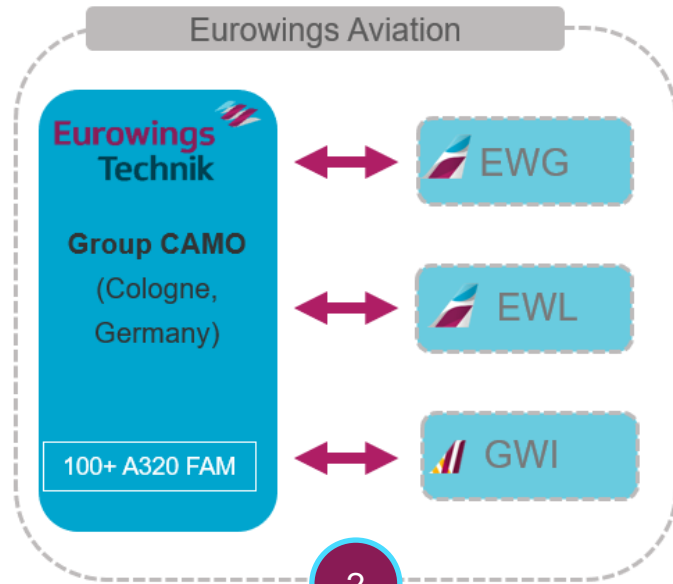 Eurowings Aviation
Eurowings
Technik
Group CAMO
(Cologne,
Germany)
100+ A320 FAM
EWG
EWL
GWI